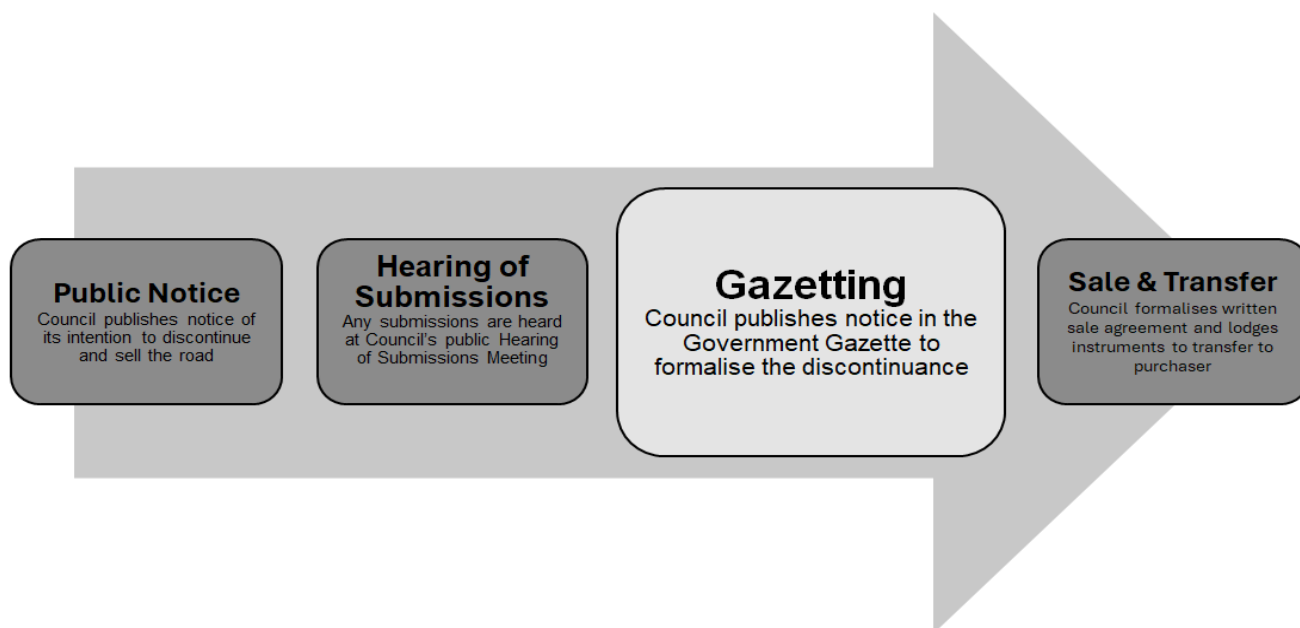 Public Notice
Council publishes notice of
its intention to discontinue
and sell the road
Hearing of
Submissions
Any submissions are heard
at Council's public Hearing
of Submissions Meeting
Gazetting
Council publishes notice in the
Government Gazette to
formalise the discontinuance
Sale & Transfer
Council formalises written
sale agreement and lodges
instruments to transfer to
purchaser